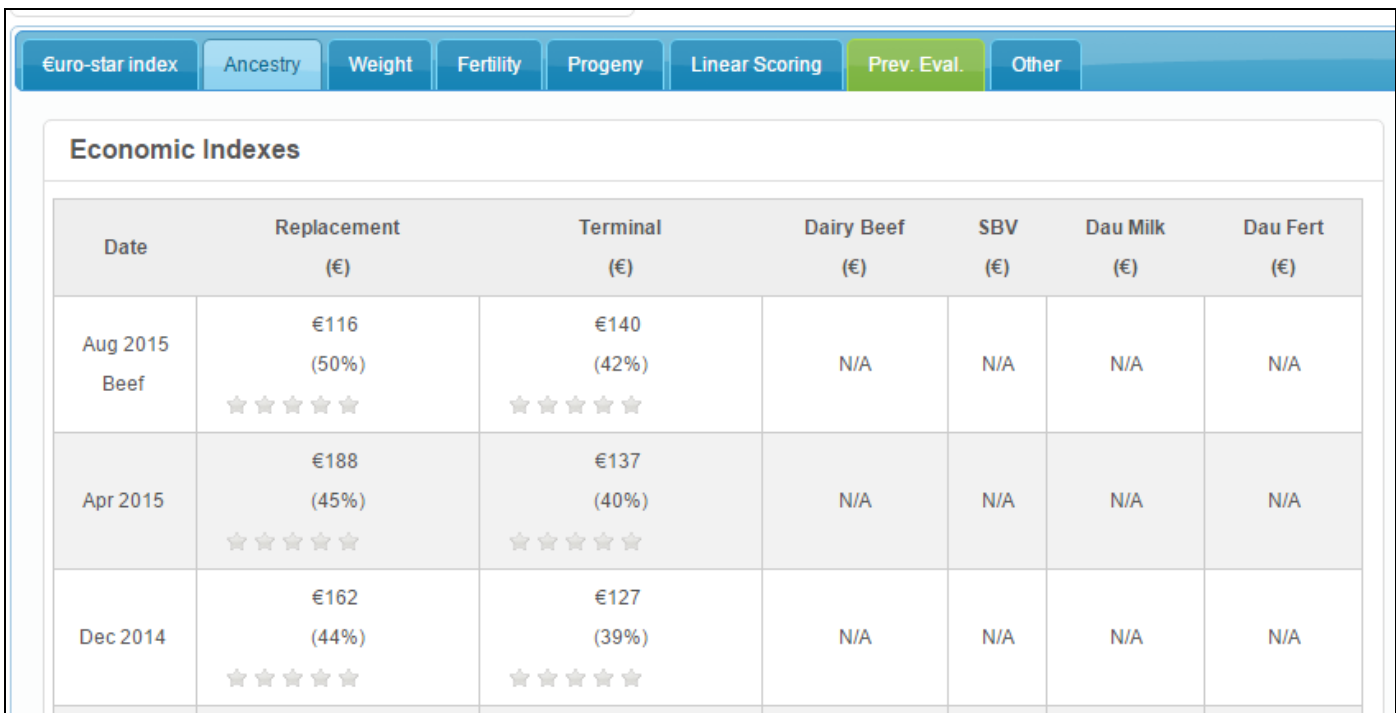 €uro-star index Ancestry Weight Fertility Progeny Linear Scoring Prev. Eval. Other
Economic Indexes
Date Replacement (€) Terminal (€) Dairy Beef (€) SBV (€) Dau Milk (€) Dau Fert (€)
Aug 2015 Beef €116 (50%) €140 (42%) N/A N/A N/A N/A
Apr 2015 €188 (45%) €137 (40%) N/A N/A N/A N/A
Dec 2014 €162 (44%) €127 (39%) N/A N/A N/A N/A